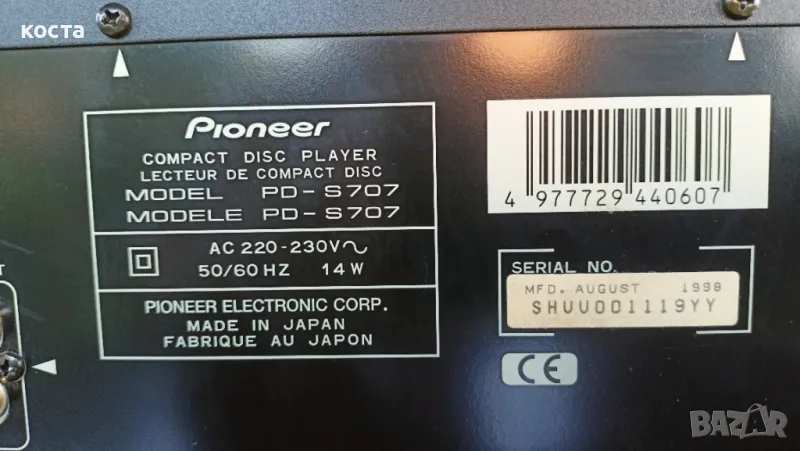 коста
Pioneer
COMPACT DISC PLAYER
LECTEUR DE COMPACT DISC
MODEL PD-S707
MODELE PD-S707
AC 220-230V~
50/60 HZ 14 W
PIONEER ELECTRONIC CORP.
MADE IN JAPAN
FABRIQUE AU JAPON
4 977729 440607
SERIAL NO.
MFD. AUGUST 1998
SHUU001119YY
CE
T
BAZAR